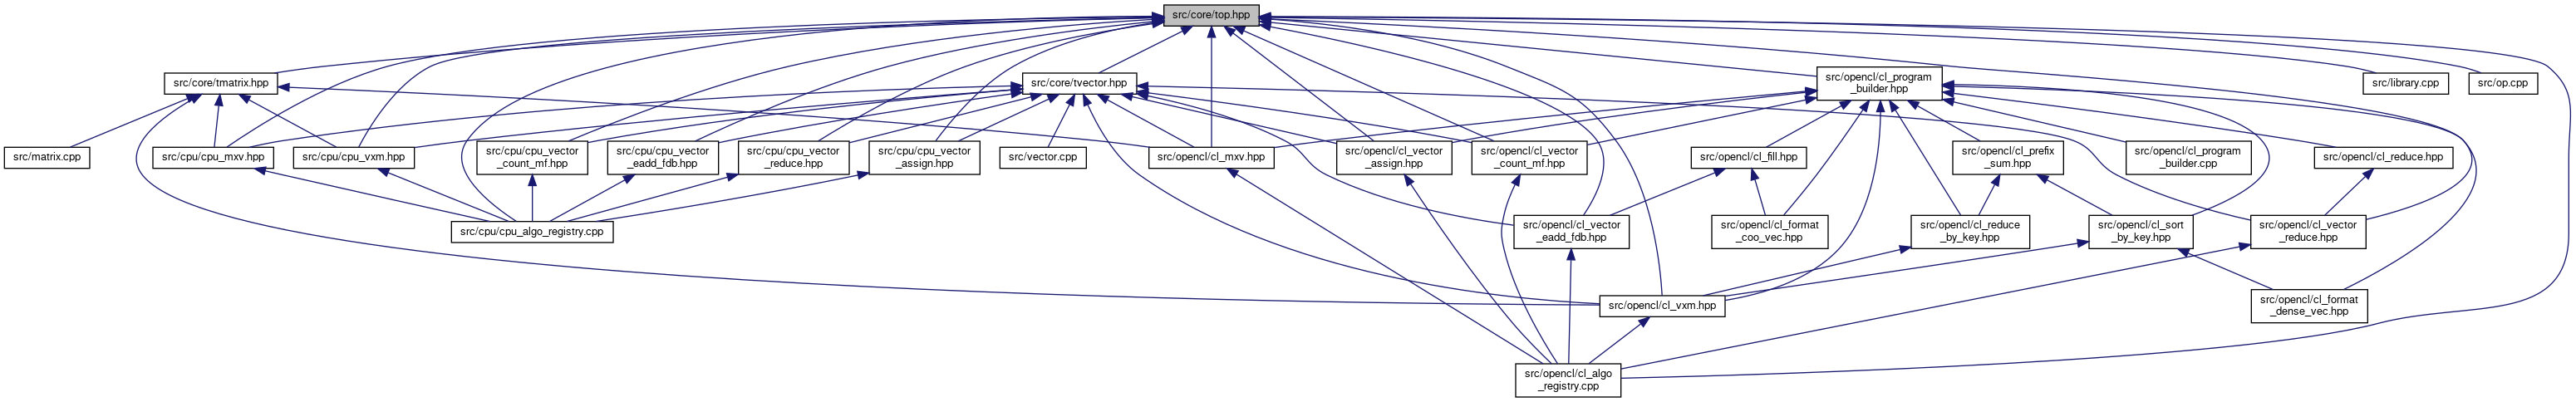 src/core/top.hpp
src/core/tmatrix.hpp
src/core/tvector.hpp
src/opencl/cl_program
_builder.hpp
src/library.cpp
src/op.cpp
src/matrix.cpp
src/cpu/cpu_mxv.hpp
src/cpu/cpu_vxm.hpp
src/cpu/cpu_vector
_count_mf.hpp
src/cpu/cpu_vector
_eadd_fdb.hpp
src/cpu/cpu_vector
_reduce.hpp
src/cpu/cpu_vector
_assign.hpp
src/vector.cpp
src/opencl/cl_mxv.hpp
src/opencl/cl_vector
_assign.hpp
src/opencl/cl_vector
_count_mf.hpp
src/opencl/cl_fill.hpp
src/opencl/cl_prefix
_sum.hpp
src/opencl/cl_program
_builder.cpp
src/opencl/cl_reduce.hpp
src/cpu/cpu_algo_registry.cpp
src/opencl/cl_vector
_eadd_fdb.hpp
src/opencl/cl_format
_coo_vec.hpp
src/opencl/cl_reduce
_by_key.hpp
src/opencl/cl_sort
_by_key.hpp
src/opencl/cl_vector
_reduce.hpp
src/opencl/cl_vxm.hpp
src/opencl/cl_format
_dense_vec.hpp
src/opencl/cl_algo
_registry.cpp